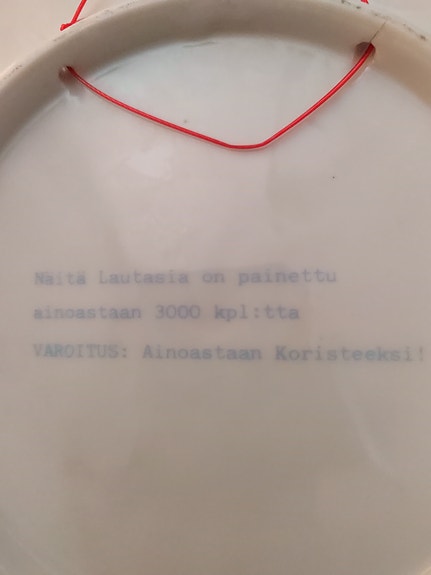 Näitä Lautasia on painettu
ainoastaan 3000 kpl:tta
VAROITUS: Ainoastaan Koristeeksi!